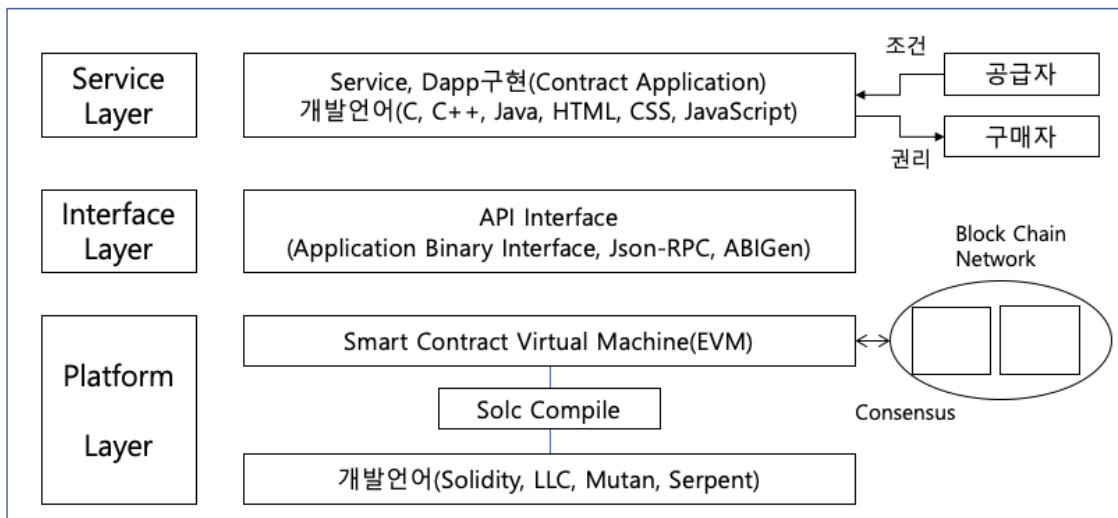 조건
Service
Layer
Service, Dapp구현(Contract Application)
개발언어(C, C++, Java, HTML, CSS, JavaScript)
공급자
구매자
권리
Interface
Layer
API Interface
(Application Binary Interface, Json-RPC, ABIGen)
Block Chain
Network
Platform
Layer
Smart Contract Virtual Machine(EVM)
Solc Compile
Consensus
개발언어(Solidity, LLC, Mutan, Serpent)